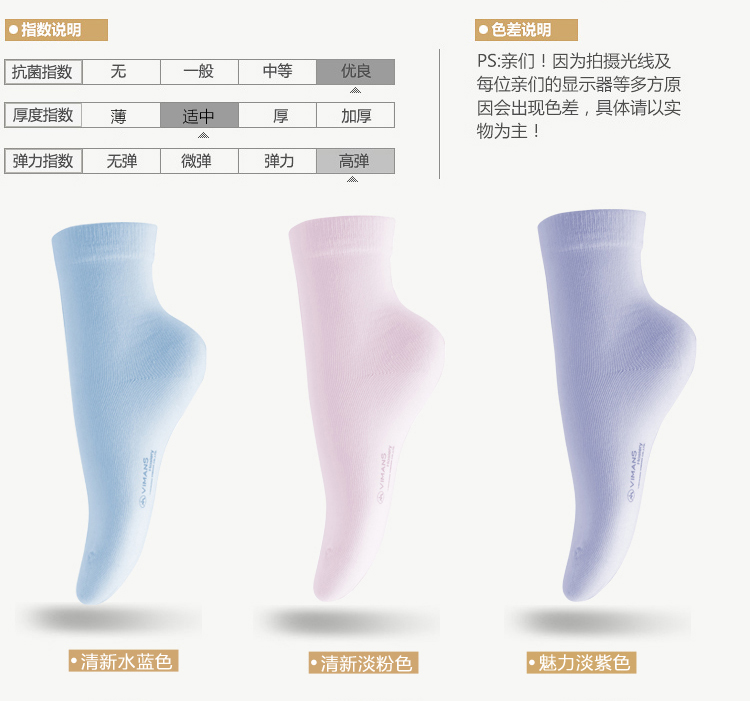 指数说明
抗菌指数 无 一般 中等 优良
厚度指数 薄 适中 厚 加厚
弹力指数 无弹 微弹 弹力 高弹
色差说明
PS:亲们！因为拍摄光线及
每位亲们的显示器等多方原
因会出现色差，具体请以实
物为主！
VIMANS
VIMANS
VIMANS
清新水蓝色
清新淡粉色
魅力淡紫色